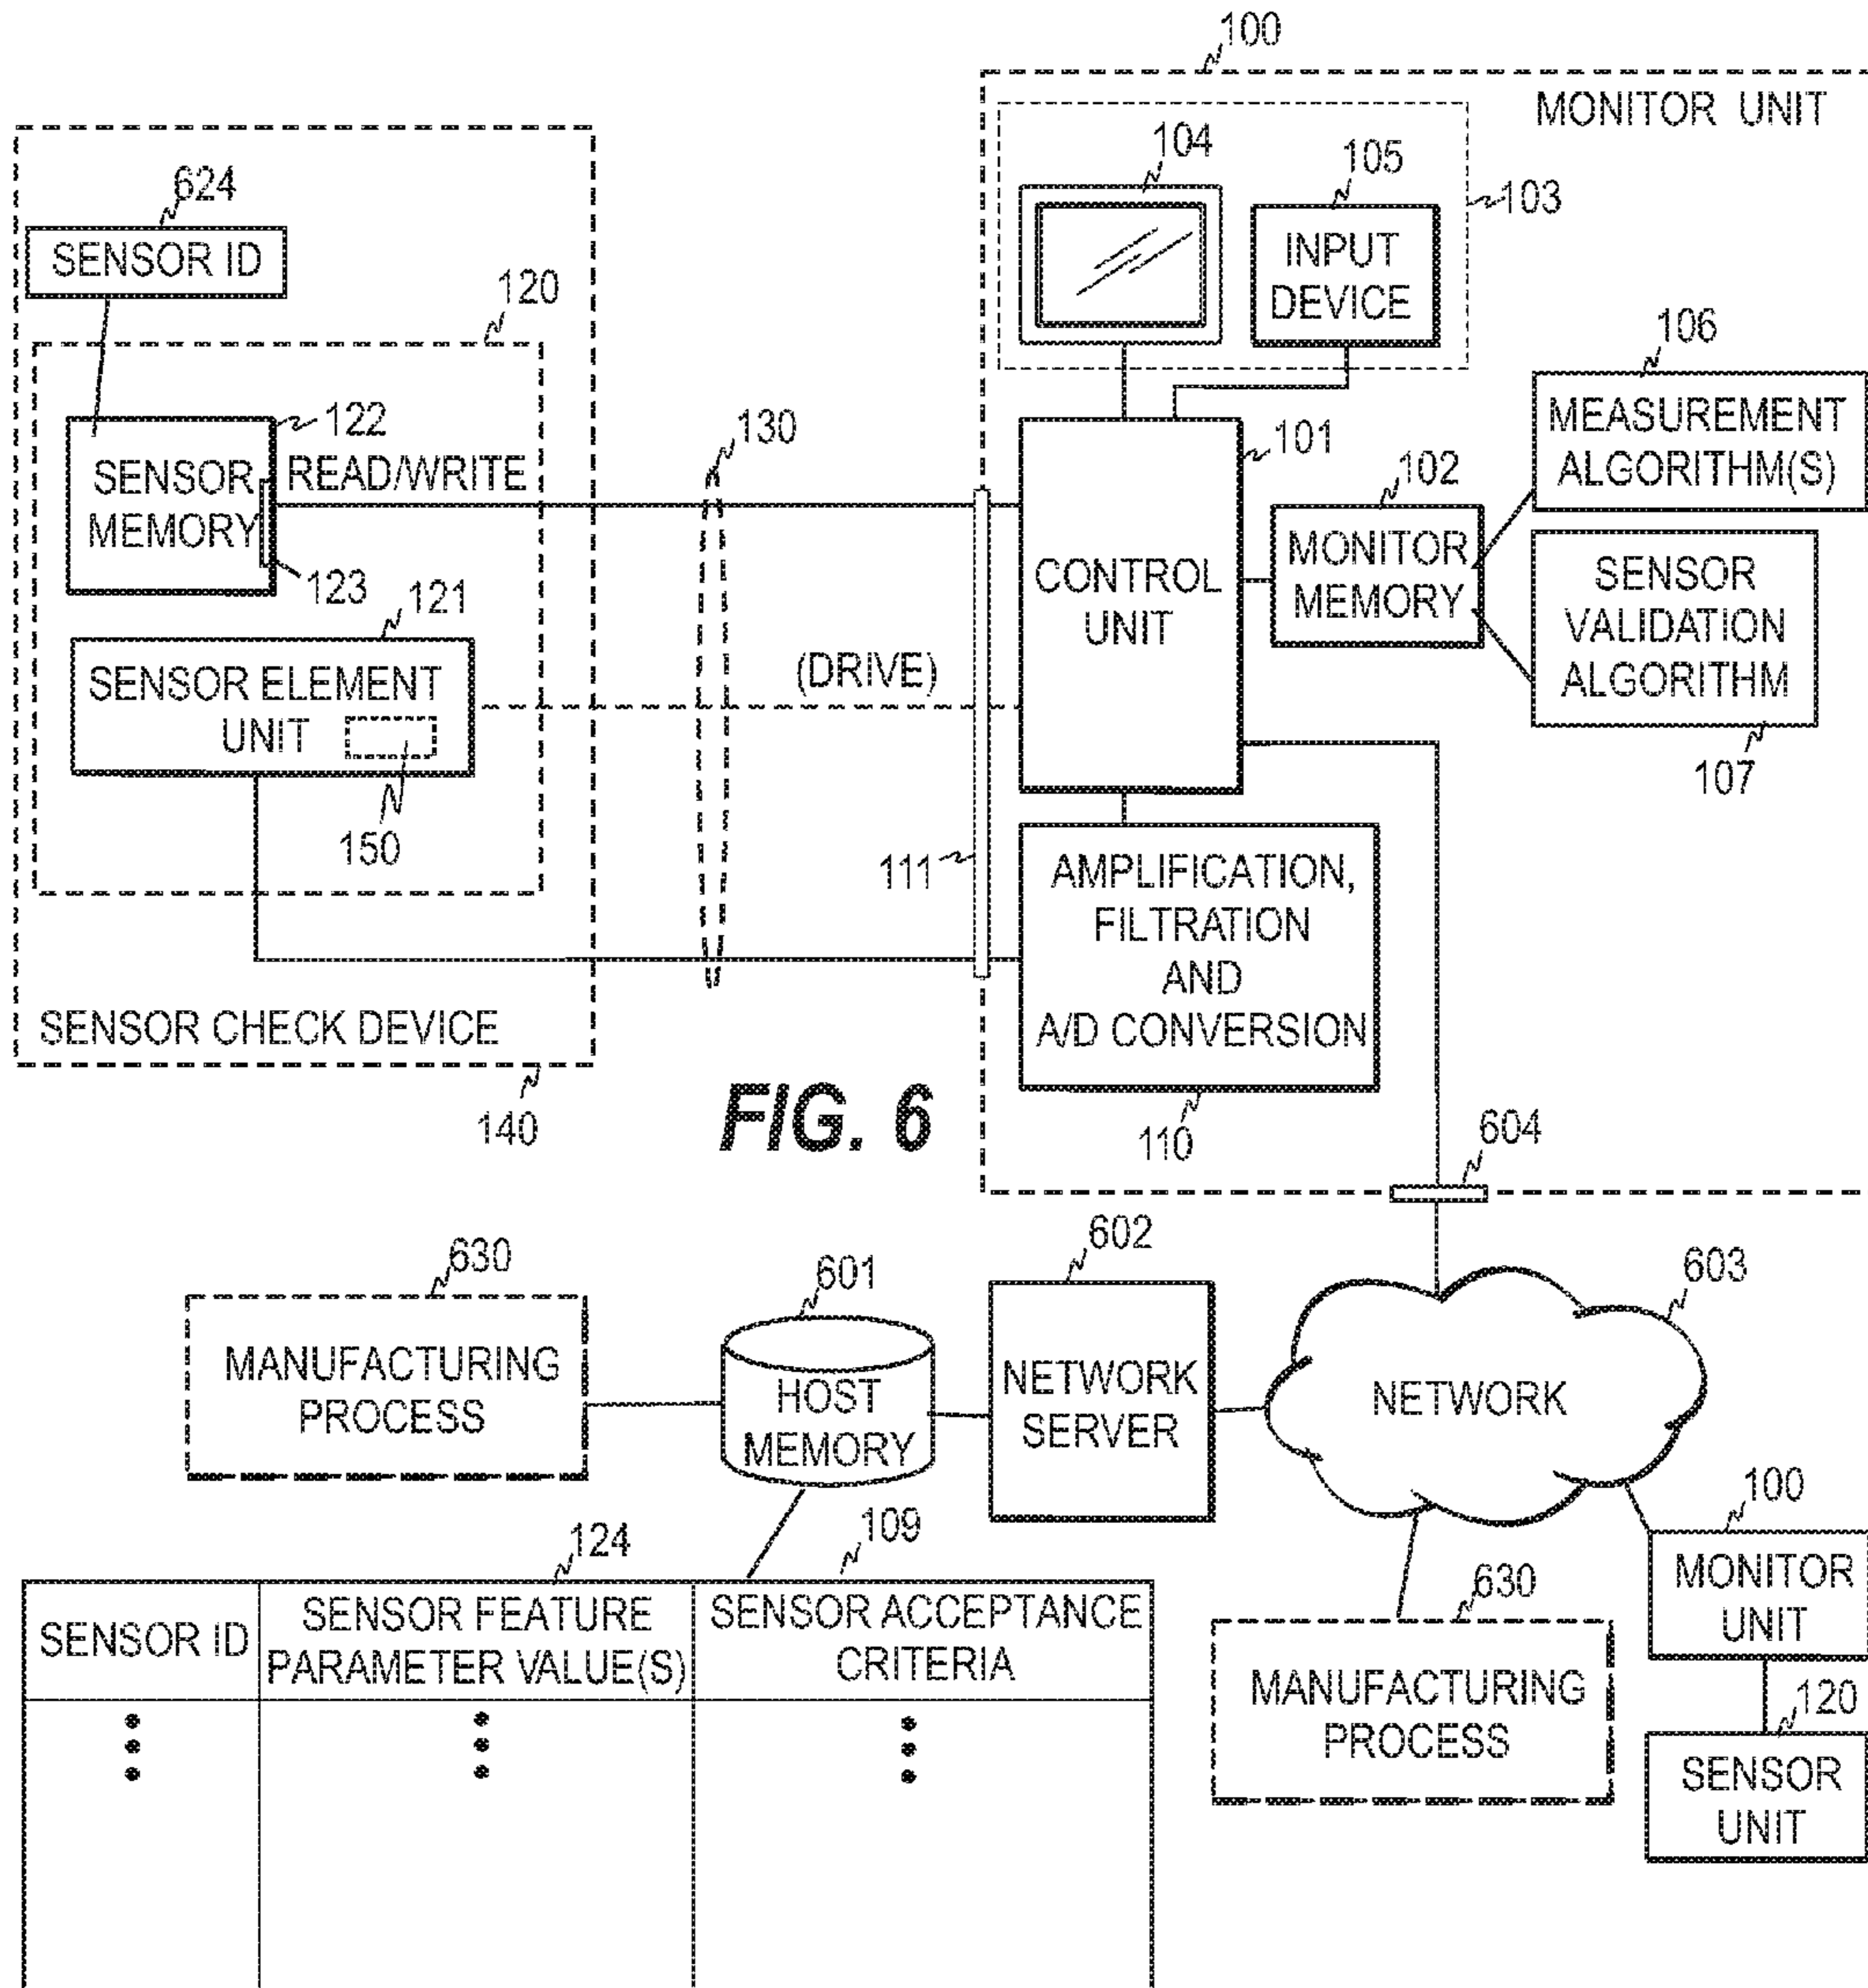 100
MONITOR UNIT
104
105
103
INPUT
DEVICE
624
SENSOR ID
120
106
MEASUREMENT
ALGORITHM(S)
122
SENSOR
MEMORY
READ/WRITE
123
130
101
CONTROL
UNIT
102
MONITOR
MEMORY
SENSOR
VALIDATION
ALGORITHM
107
121
SENSOR ELEMENT
UNIT
150
(DRIVE)
111
AMPLIFICATION,
FILTRATION
AND
A/D CONVERSION
110
SENSOR CHECK DEVICE
140
FIG. 6
604
630
MANUFACTURING
PROCESS
601
HOST
MEMORY
602
NETWORK
SERVER
603
NETWORK
124
109
SENSOR ID
SENSOR FEATURE
PARAMETER VALUE(S)
SENSOR ACCEPTANCE
CRITERIA
630
MANUFACTURING
PROCESS
100
MONITOR
UNIT
120
SENSOR
UNIT